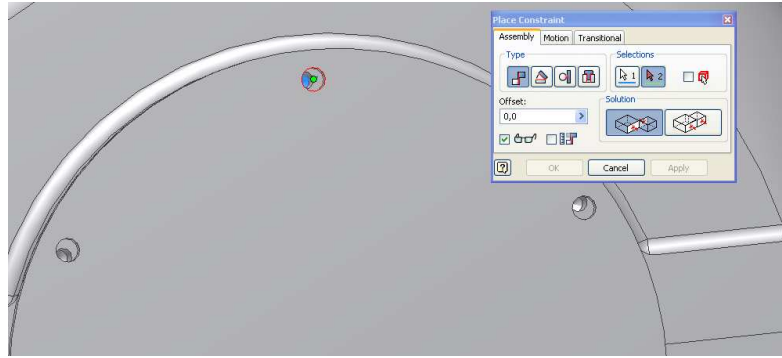 Place Constraint
Assembly Motion Transitional
Type
Selections
1 2
Offset:
Solution
0,0
OK Cancel Apply